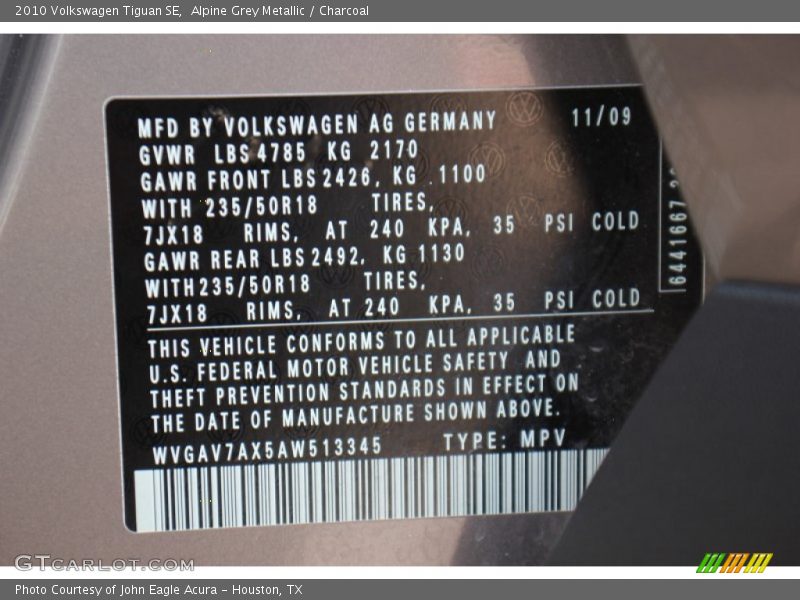 2010 Volkswagen Tiguan SE, Alpine Grey Metallic / Charcoal
MFD BY VOLKSWAGEN AG GERMANY 11/09
GVWR LBS 4785 KG 2170
GAWR FRONT LBS 2426, KG 1100
WITH 235/50R18 TIRES,
7JX18 RIMS, AT 240 KPA, 35 PSI COLD
GAWR REAR LBS 2492, KG 1130
WITH 235/50R18 TIRES,
7JX18 RIMS, AT 240 KPA, 35 PSI COLD
THIS VEHICLE CONFORMS TO ALL APPLICABLE
U.S. FEDERAL MOTOR VEHICLE SAFETY AND
THEFT PREVENTION STANDARDS IN EFFECT ON
THE DATE OF MANUFACTURE SHOWN ABOVE.
WVGAV7AX5AW513345 TYPE: MPV
6441667
GTCARLOT.COM
Photo Courtesy of John Eagle Acura - Houston, TX